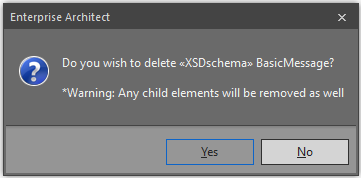 Enterprise Architect
Do you wish to delete «XSDschema» BasicMessage?
*Warning: Any child elements will be removed as well
Yes
No